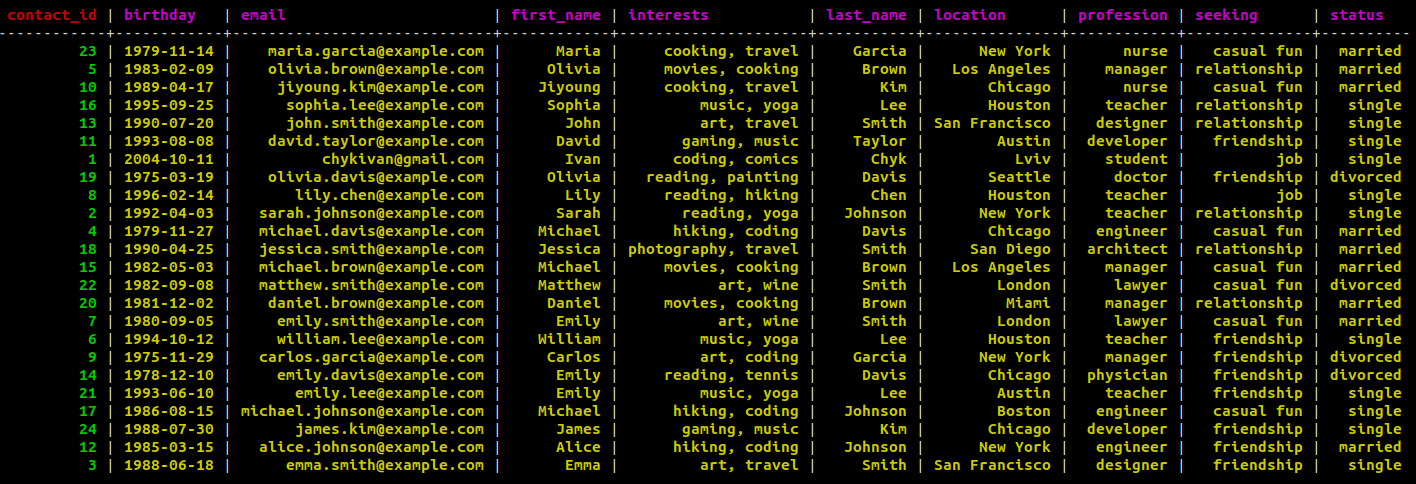 contact_id | birthday | email | first_name | interests | last_name | location | profession | seeking | status
------------+------------+-----------------------------+------------+---------------------+-----------+---------------+------------+--------------+----------
23 | 1979-11-14 | maria.garcia@example.com | Maria | cooking, travel | Garcia | New York | nurse | casual fun | married
5 | 1983-02-09 | olivia.brown@example.com | Olivia | movies, cooking | Brown | Los Angeles | manager | relationship | married
10 | 1989-04-17 | jiyoung.kim@example.com | Jiyoung | cooking, travel | Kim | Chicago | nurse | casual fun | married
16 | 1995-09-25 | sophia.lee@example.com | Sophia | music, yoga | Lee | Houston | teacher | relationship | single
13 | 1990-07-20 | john.smith@example.com | John | art, travel | Smith | San Francisco | designer | relationship | single
11 | 1993-08-08 | david.taylor@example.com | David | gaming, music | Taylor | Austin | developer | friendship | single
1 | 2004-10-11 | chykivan@gmail.com | Ivan | coding, comics | Chyk | Lviv | student | job | single
19 | 1975-03-19 | olivia.davis@example.com | Olivia | reading, painting | Davis | Seattle | doctor | friendship | divorced
8 | 1996-02-14 | lily.chen@example.com | Lily | reading, hiking | Chen | Houston | teacher | job | single
2 | 1992-04-03 | sarah.johnson@example.com | Sarah | reading, yoga | Johnson | New York | teacher | relationship | single
4 | 1979-11-27 | michael.davis@example.com | Michael | hiking, coding | Davis | Chicago | engineer | casual fun | married
18 | 1990-04-25 | jessica.smith@example.com | Jessica | photography, travel | Smith | San Diego | architect | relationship | married
15 | 1982-05-03 | michael.brown@example.com | Michael | movies, cooking | Brown | Los Angeles | manager | casual fun | married
22 | 1982-09-08 | matthew.smith@example.com | Matthew | art, wine | Smith | London | lawyer | casual fun | divorced
20 | 1981-12-02 | daniel.brown@example.com | Daniel | movies, cooking | Brown | Miami | manager | relationship | married
7 | 1980-09-05 | emily.smith@example.com | Emily | art, wine | Smith | London | lawyer | casual fun | married
6 | 1994-10-12 | william.lee@example.com | William | music, yoga | Lee | Houston | teacher | friendship | single
9 | 1975-11-29 | carlos.garcia@example.com | Carlos | art, coding | Garcia | New York | manager | friendship | divorced
14 | 1978-12-10 | emily.davis@example.com | Emily | reading, tennis | Davis | Chicago | physician | friendship | divorced
21 | 1993-06-10 | emily.lee@example.com | Emily | music, yoga | Lee | Austin | teacher | friendship | single
17 | 1986-08-15 | michael.johnson@example.com | Michael | hiking, coding | Johnson | Boston | engineer | casual fun | single
24 | 1988-07-30 | james.kim@example.com | James | gaming, music | Kim | Chicago | developer | friendship | single
12 | 1985-03-15 | alice.johnson@example.com | Alice | hiking, coding | Johnson | New York | engineer | friendship | married
3 | 1988-06-18 | emma.smith@example.com | Emma | art, travel | Smith | San Francisco | designer | friendship | single